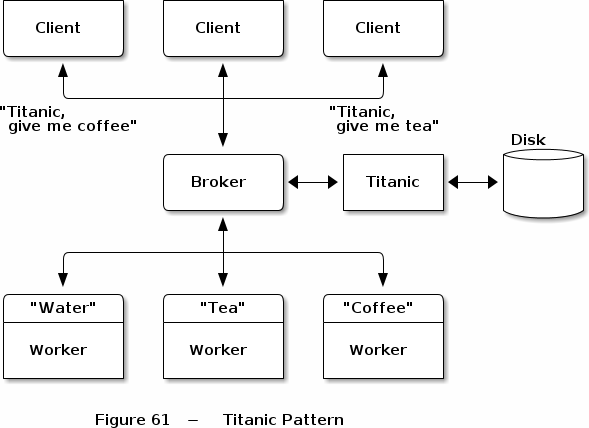 Client
Client
Client
"Titanic,
give me coffee"
"Titanic,
give me tea"
Disk
Broker
Titanic
"Water"
"Tea"
"Coffee"
Worker
Worker
Worker
Figure 61 – Titanic Pattern